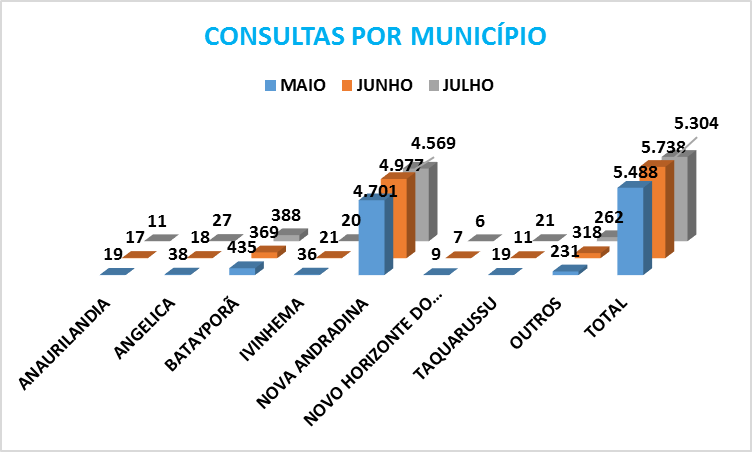 CONSULTAS POR MUNICÍPIO
MAIO JUNHO JULHO
11 27 388 20 4.569 6 21 262 5.304
17 18 369 21 4.977 7 11 318 5.738
19 38 435 36 4.701 9 19 231 5.488
ANAURILANDIA
ANGELICA
BATAYPORÃ
IVINHEMA
NOVA ANDRADINA
NOVO HORIZONTE DO...
TAQUARUSSU
OUTROS
TOTAL